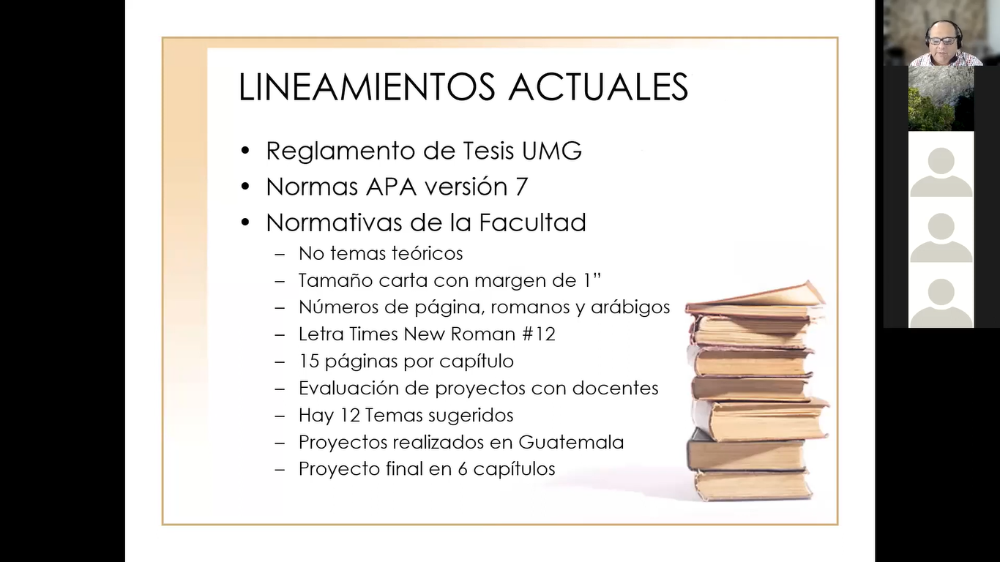 LINEAMIENTOS ACTUALES
• Reglamento de Tesis UMG
• Normas APA versión 7
• Normativas de la Facultad
– No temas teóricos
– Tamaño carta con margen de 1”
– Números de página, romanos y arábigos
– Letra Times New Roman #12
– 15 páginas por capítulo
– Evaluación de proyectos con docentes
– Hay 12 Temas sugeridos
– Proyectos realizados en Guatemala
– Proyecto final en 6 capítulos